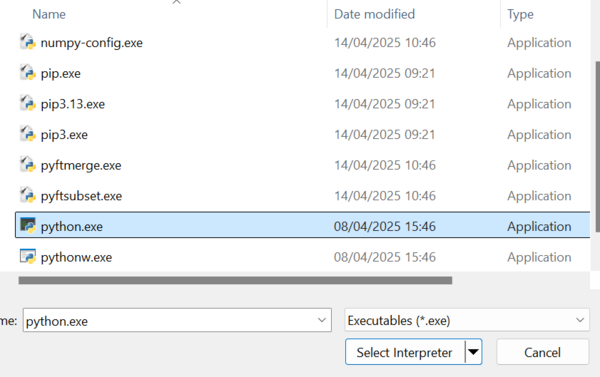 Name Date modified Type
numpy-config.exe 14/04/2025 10:46 Application
pip.exe 14/04/2025 09:21 Application
pip3.13.exe 14/04/2025 09:21 Application
pip3.exe 14/04/2025 09:21 Application
pyftmerge.exe 14/04/2025 10:46 Application
pyftsubset.exe 14/04/2025 10:46 Application
python.exe 08/04/2025 15:46 Application
pythonw.exe 08/04/2025 15:46 Application
me: python.exe Executables (*.exe)
Select Interpreter Cancel